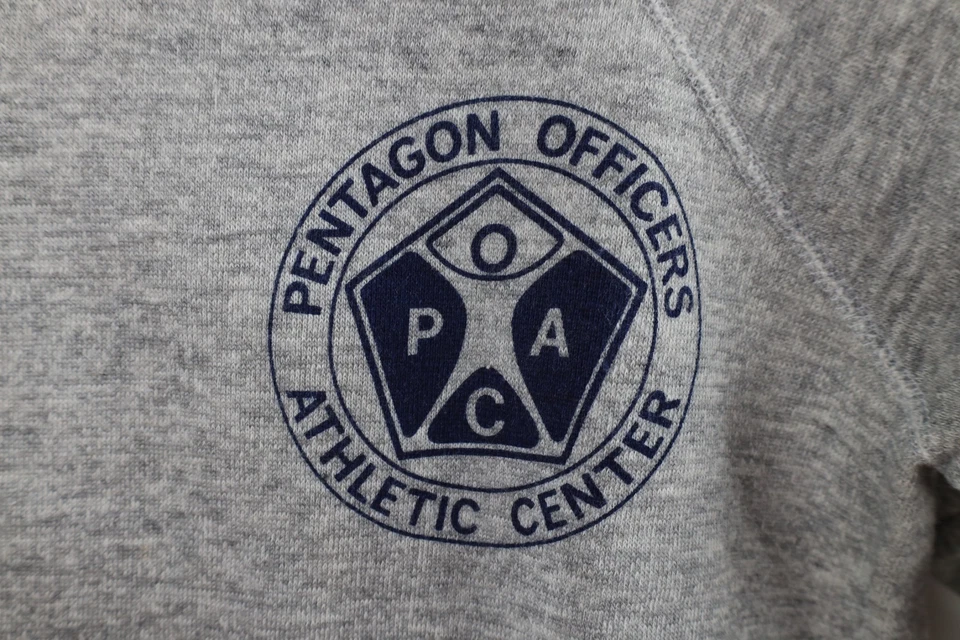 PENTAGON OFFICERS
O
P A
C
ATHLETIC CENTER